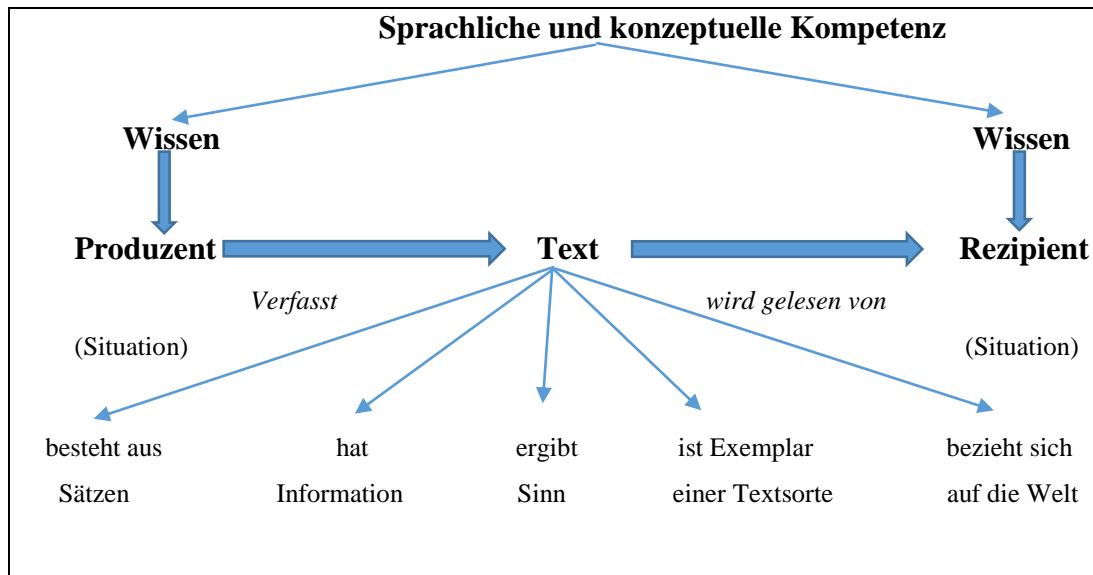 Sprachliche und konzeptuelle Kompetenz
Wissen Wissen
Produzent Text Rezipient
Verfasst wird gelesen von
(Situation) (Situation)
besteht aus hat ergibt ist Exemplar bezieht sich
Sätzen Information Sinn einer Textsorte auf die Welt